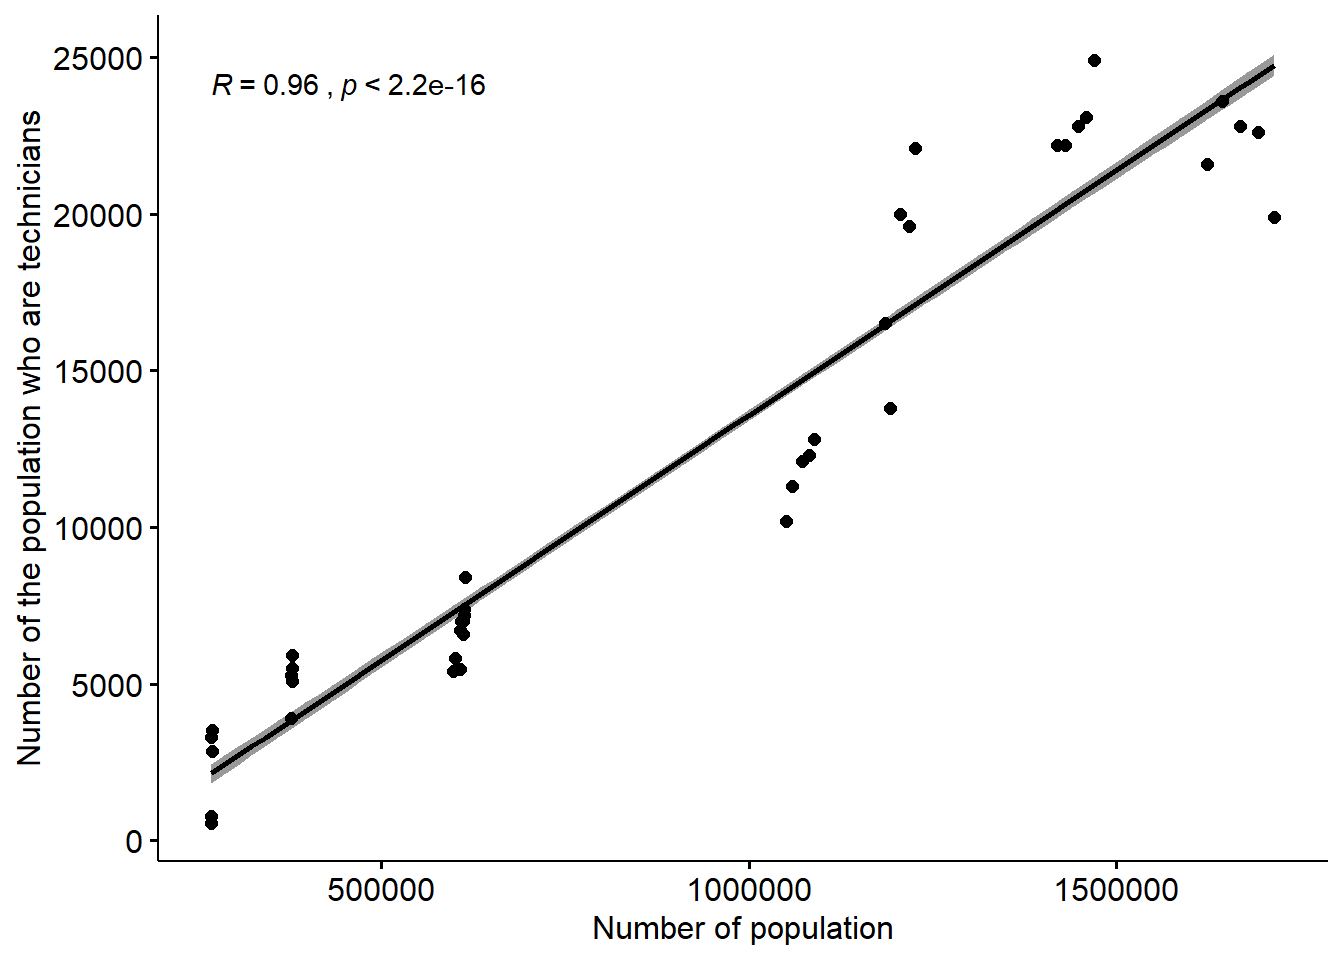 R = 0.96 , p < 2.2e-16
25000
20000
15000
10000
5000
0
Number of the population who are technicians
500000 1000000 1500000
Number of population